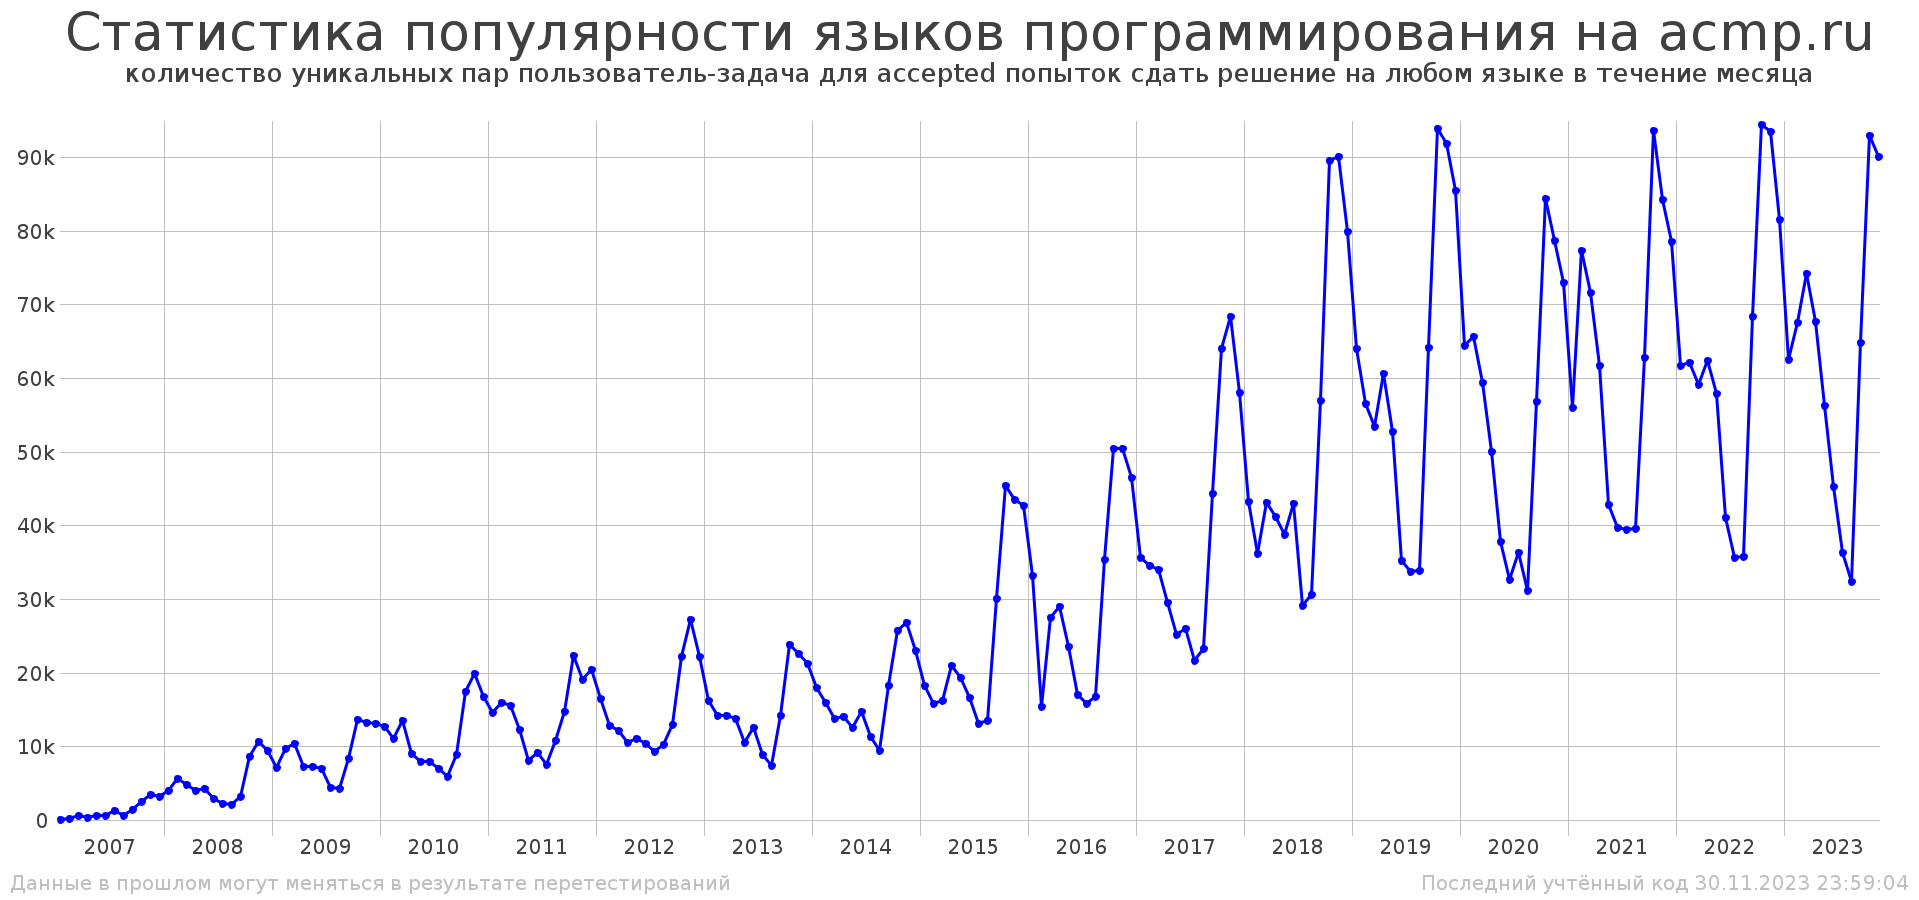 Статистика популярности языков программирования на acmp.ru
количество уникальных пар пользователь-задача для accepted попыток сдать решение на любом языке в течение месяца
90k
80k
70k
60k
50k
40k
30k
20k
10k
0
2007 2008 2009 2010 2011 2012 2013 2014 2015 2016 2017 2018 2019 2020 2021 2022 2023
Данные в прошлом могут меняться в результате перетестирований
Последний учтённый код 30.11.2023 23:59:04